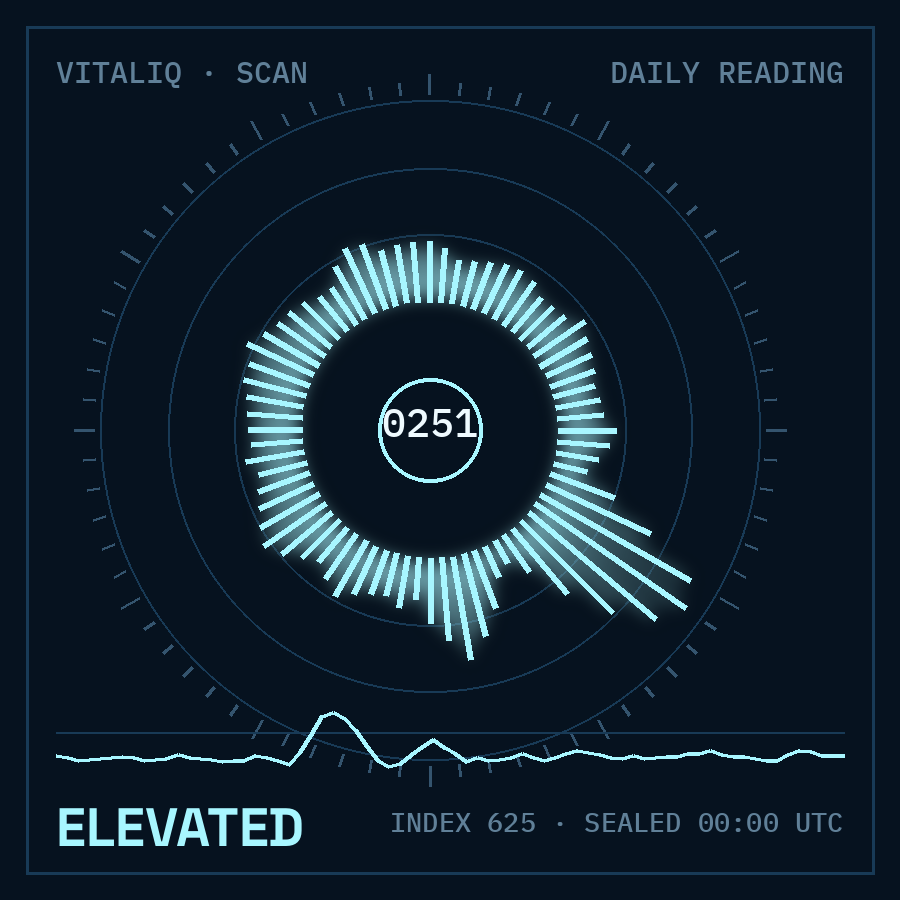 VITALIQ · SCAN
DAILY READING
0251
ELEVATED
INDEX 625 · SEALED 00:00 UTC